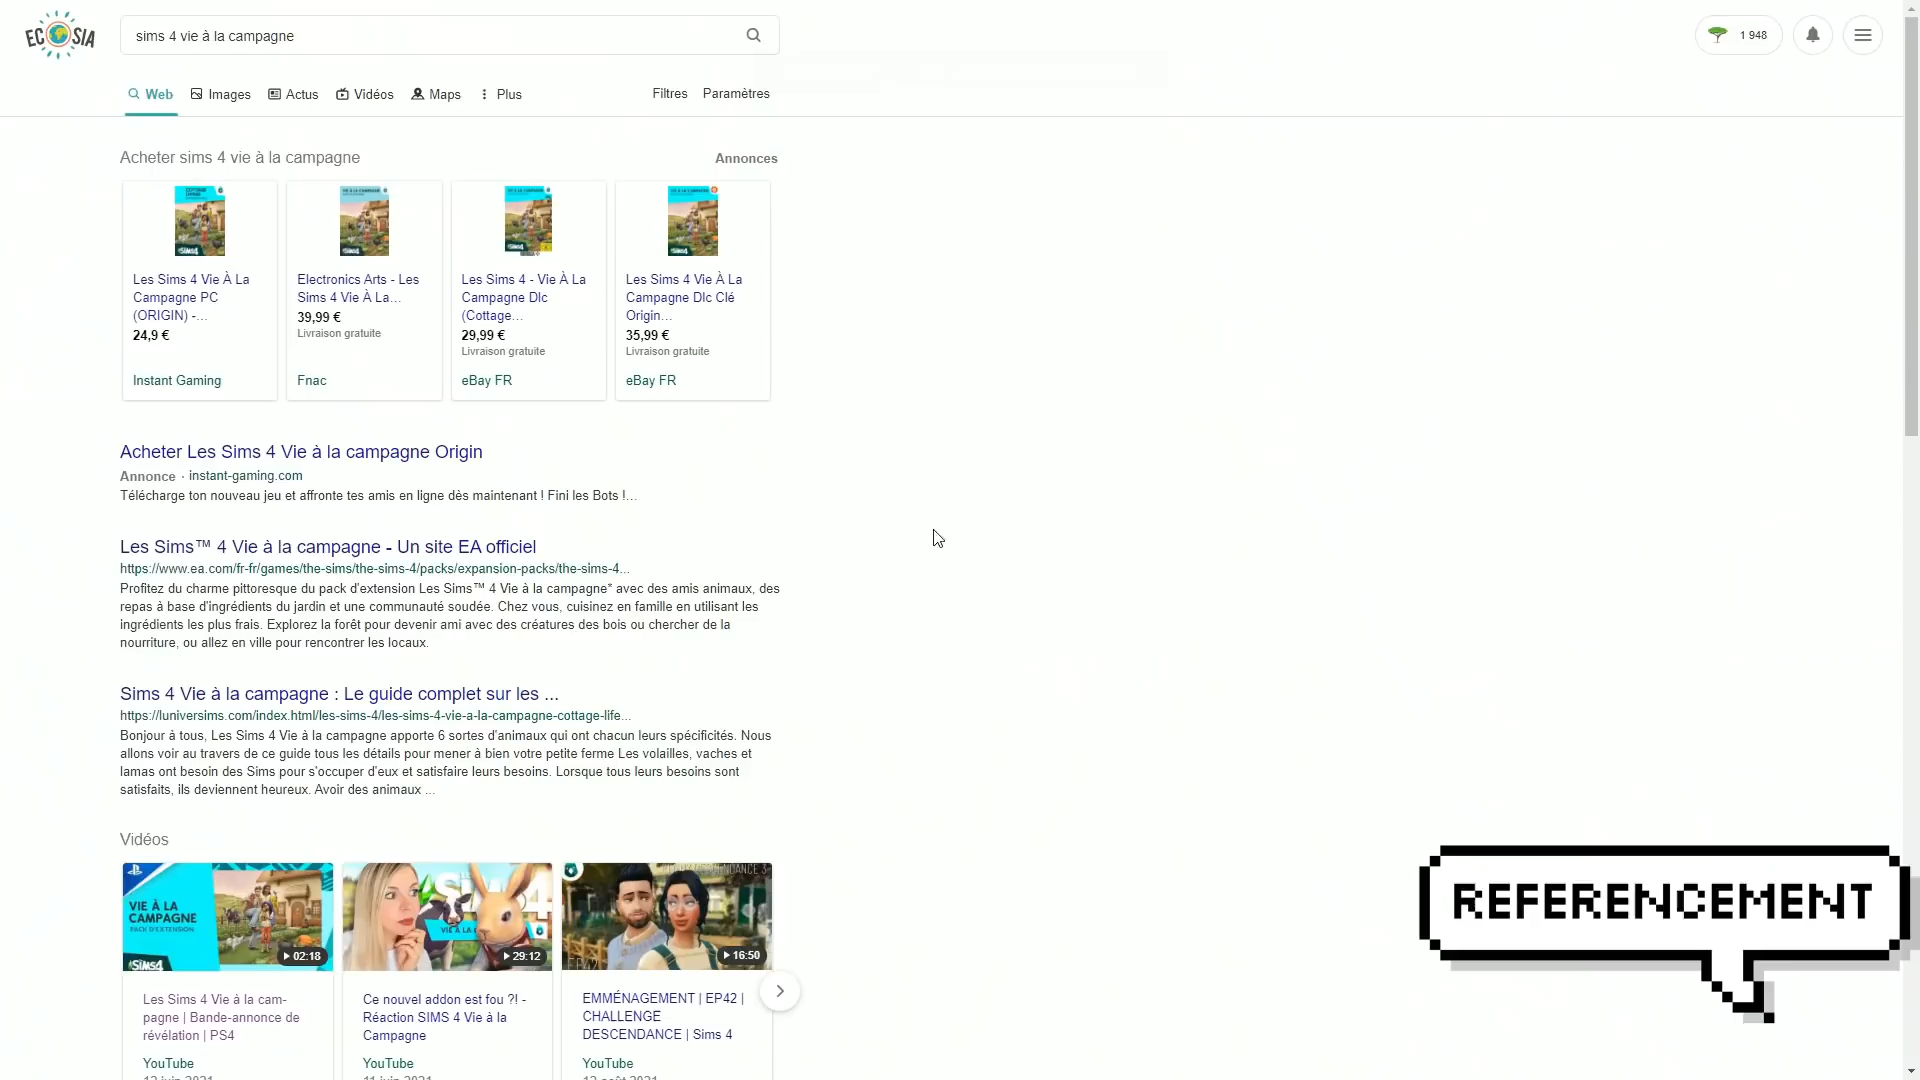 ECOSIA
sims 4 vie à la campagne
1 948
Web
Images
Actus
Vidéos
Maps
Plus
Filtres
Paramètres
Acheter sims 4 vie à la campagne
Annonces
Les Sims 4 Vie À La
Campagne PC
(ORIGIN) -...
24,9 €
Instant Gaming
Electronics Arts - Les
Sims 4 Vie À La...
39,99 €
Livraison gratuite
Fnac
Les Sims 4 - Vie À La
Campagne Dlc
(Cottage...
29,99 €
Livraison gratuite
eBay FR
Les Sims 4 Vie À La
Campagne Dlc Clé
Origin...
35,99 €
Livraison gratuite
eBay FR
Acheter Les Sims 4 Vie à la campagne Origin
Annonce · instant-gaming.com
Télécharge ton nouveau jeu et affronte tes amis en ligne dès maintenant ! Fini les Bots !...
Les Sims™ 4 Vie à la campagne - Un site EA officiel
https://www.ea.com/fr-fr/games/the-sims/the-sims-4/packs/expansion-packs/the-sims-4...
Profitez du charme pittoresque du pack d'extension Les Sims™ 4 Vie à la campagne* avec des amis animaux, des
repas à base d'ingrédients du jardin et une communauté soudée. Chez vous, cuisinez en famille en utilisant les
ingrédients les plus frais. Explorez la forêt pour devenir ami avec des créatures des bois ou chercher de la
nourriture, ou allez en ville pour rencontrer les locaux.
Sims 4 Vie à la campagne : Le guide complet sur les ...
https://luniversims.com/index.html/les-sims-4/les-sims-4-vie-a-la-campagne-cottage-life...
Bonjour à tous, Les Sims 4 Vie à la campagne apporte 6 sortes d'animaux qui ont chacun leurs spécificités. Nous
allons voir au travers de ce guide tous les détails pour mener à bien votre petite ferme Les volailles, vaches et
lamas ont besoin des Sims pour s'occuper d'eux et satisfaire leurs besoins. Lorsque tous leurs besoins sont
satisfaits, ils deviennent heureux. Avoir des animaux ...
Vidéos
VIE À LA
CAMPAGNE
PACK D'EXTENSION
SIMS4
02:18
Les Sims 4 Vie à la cam-
pagne | Bande-annonce de
révélation | PS4
YouTube
12 juin 2021
29:12
Ce nouvel addon est fou ?! -
Réaction SIMS 4 Vie à la
Campagne
YouTube
11 juin 2021
EP42
16:50
EMMÉNAGEMENT | EP42 |
CHALLENGE
DESCENDANCE | Sims 4
YouTube
12 août 2021
REFERENCEMENT